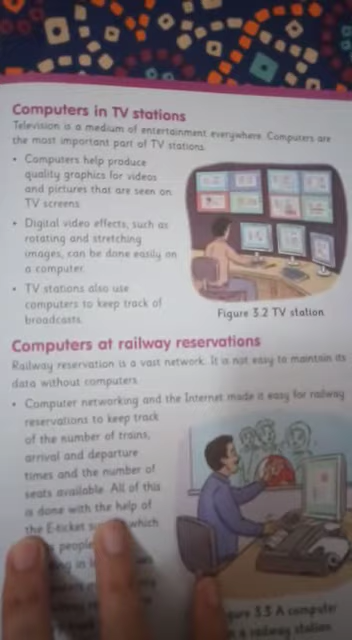 Computers in TV stations
Television is a medium of entertainment everywhere. Computers are
the most important part of TV stations.
• Computers help produce
quality graphics for videos
and pictures that are seen on
TV screens.
• Digital video effects, such as
rotating and stretching
images, can be done easily on
a computer.
• TV stations also use
computers to keep track of
broadcasts.
Figure 3.2 TV station
Computers at railway reservations
Railway reservation is a vast network. It is not easy to maintain its
data without computers.
• Computer networking and the Internet made it easy for railway
reservations to keep track
of the number of trains,
arrival and departure
times and the number of
seats available. All of this
is done with the help of
the E-ticket which
people
in
3.3 A computer
a railway station